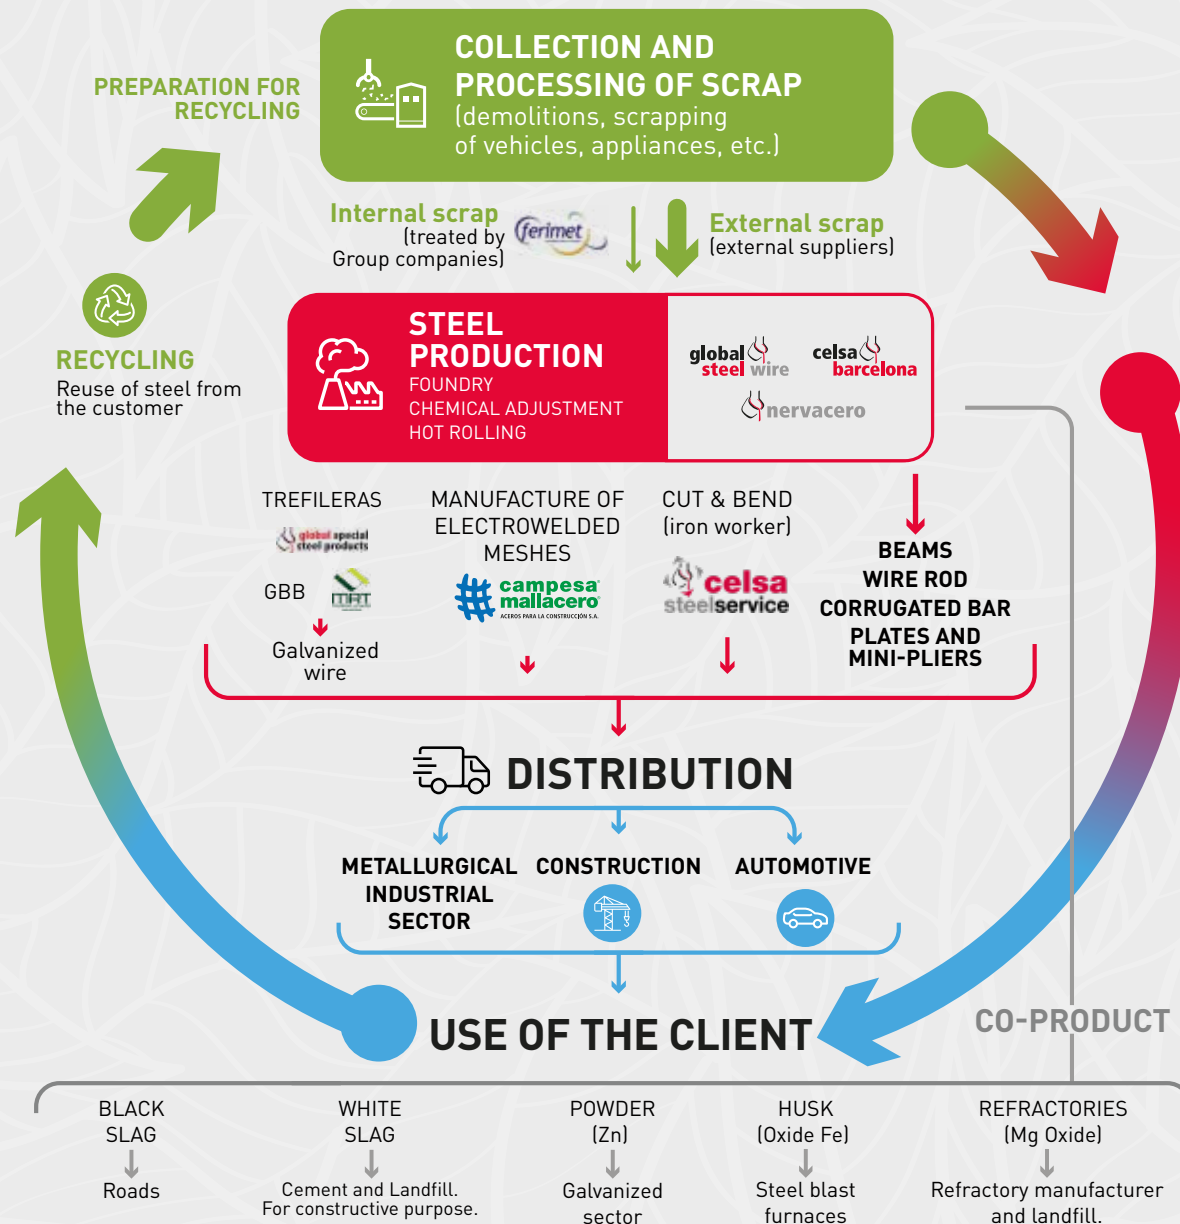 COLLECTION AND
PROCESSING OF SCRAP
(demolitions, scrapping
of vehicles, appliances, etc.)
PREPARATION FOR
RECYCLING
Internal scrap
(treated by
Group companies)
ferimet
External scrap
(external suppliers)
STEEL
PRODUCTION
FOUNDRY
CHEMICAL ADJUSTMENT
HOT ROLLING
global
steel wire
celsa
barcelona
nervacero
RECYCLING
Reuse of steel from
the customer
TREFILERAS
global special
steel products
GBB
MRT
Galvanized
wire
MANUFACTURE OF
ELECTROWELDED
MESHES
campesa
mallacero
ACEROS PARA LA CONSTRUCCIÓN S.A.
CUT & BEND
(iron worker)
celsa
steelservice
BEAMS
WIRE ROD
CORRUGATED BAR
PLATES AND
MINI-PLIERS
DISTRIBUTION
METALLURGICAL
INDUSTRIAL
SECTOR
CONSTRUCTION
AUTOMOTIVE
USE OF THE CLIENT
CO-PRODUCT
BLACK
SLAG
Roads
WHITE
SLAG
Cement and Landfill.
For constructive purpose.
POWDER
(Zn)
Galvanized
sector
HUSK
(Oxide Fe)
Steel blast
furnaces
REFRACTORIES
(Mg Oxide)
Refractory manufacturer
and landfill.